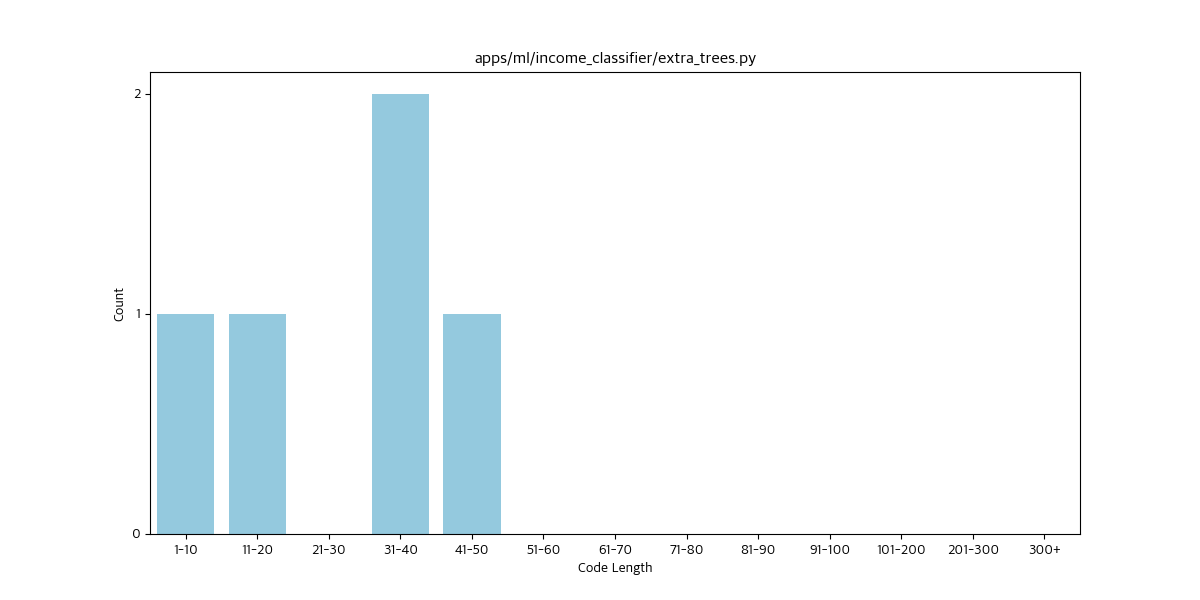 apps/ml/income_classifier/extra_trees.py
2
1
0
Count
1-10 11-20 21-30 31-40 41-50 51-60 61-70 71-80 81-90 91-100 101-200 201-300 300+
Code Length